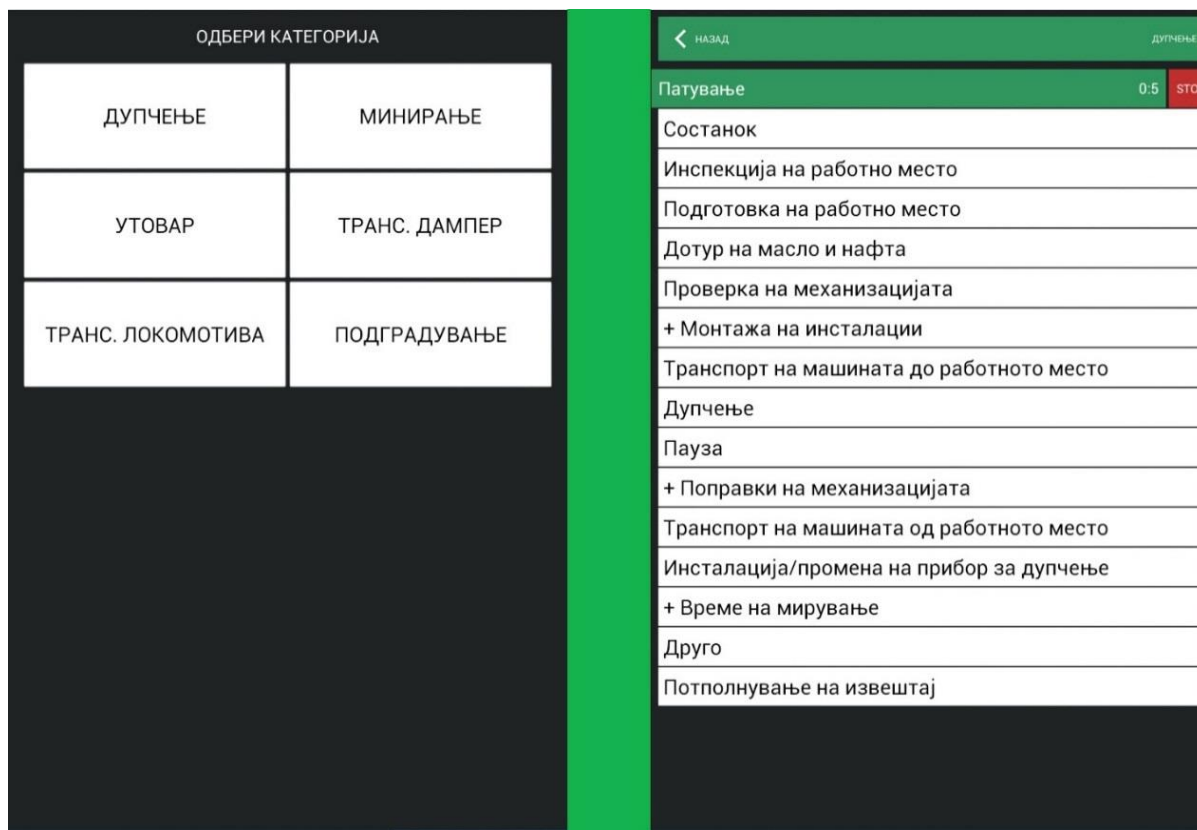 ОДБЕРИ КАТЕГОРИЈА
ДУПЧЕЊЕ
МИНИРАЊЕ
УТОВАР
ТРАНС. ДАМПЕР
ТРАНС. ЛОКОМОТИВА
ПОДГРАДУВАЊЕ
НАЗАД
ДУПЧЕЊЕ
Патување 0:5 STO
Состанок
Инспекција на работно место
Подготовка на работно место
Дотур на масло и нафта
Проверка на механизацијата
+ Монтажа на инсталации
Транспорт на машината до работното место
Дупчење
Пауза
+ Поправки на механизацијата
Транспорт на машината од работното место
Инсталација/промена на прибор за дупчење
+ Време на мирување
Друго
Потполнување на извештај